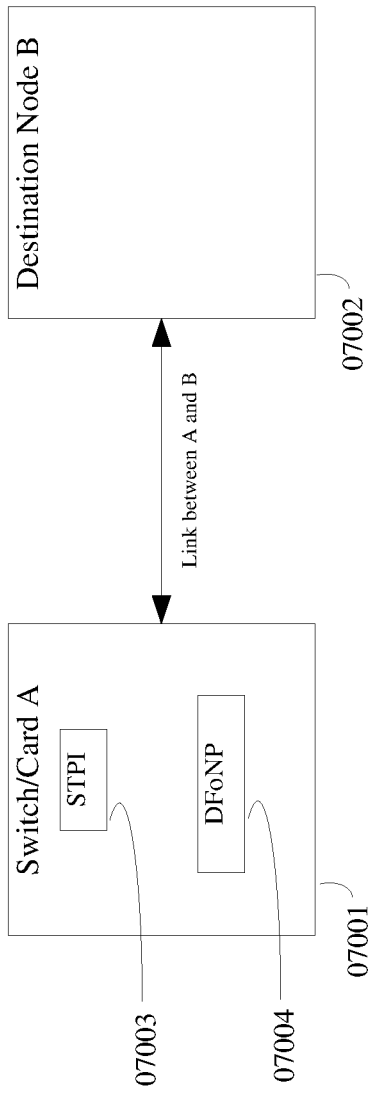 Switch/Card A
STPI
DFoNP
07003
07004
07001
Link between A and B
Destination Node B
07002